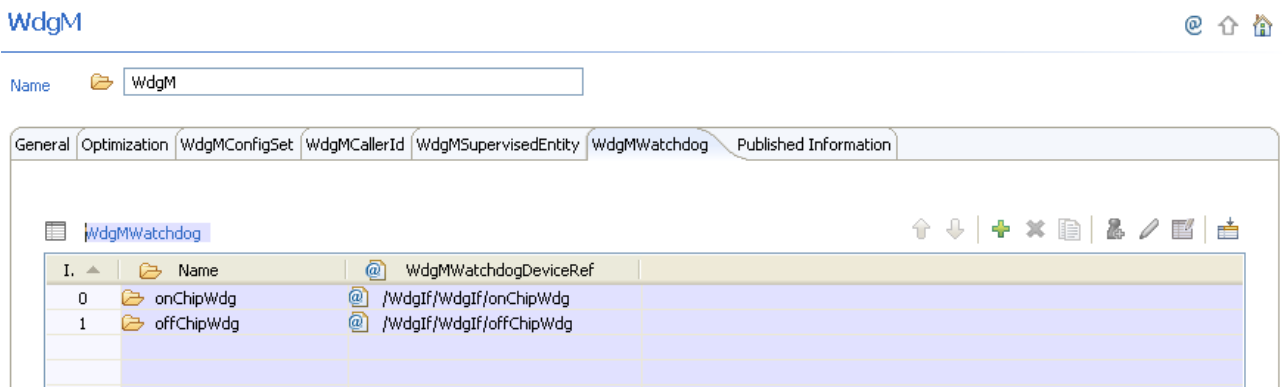 WdgM
Name WdgM
General Optimization WdgMConfigSet WdgMCallerId WdgMSupervisedEntity WdgMWatchdog Published Information
WdgMWatchdog
I. Name WdgMWatchdogDeviceRef
0 onChipWdg /WdgIf/WdgIf/onChipWdg
1 offChipWdg /WdgIf/WdgIf/offChipWdg